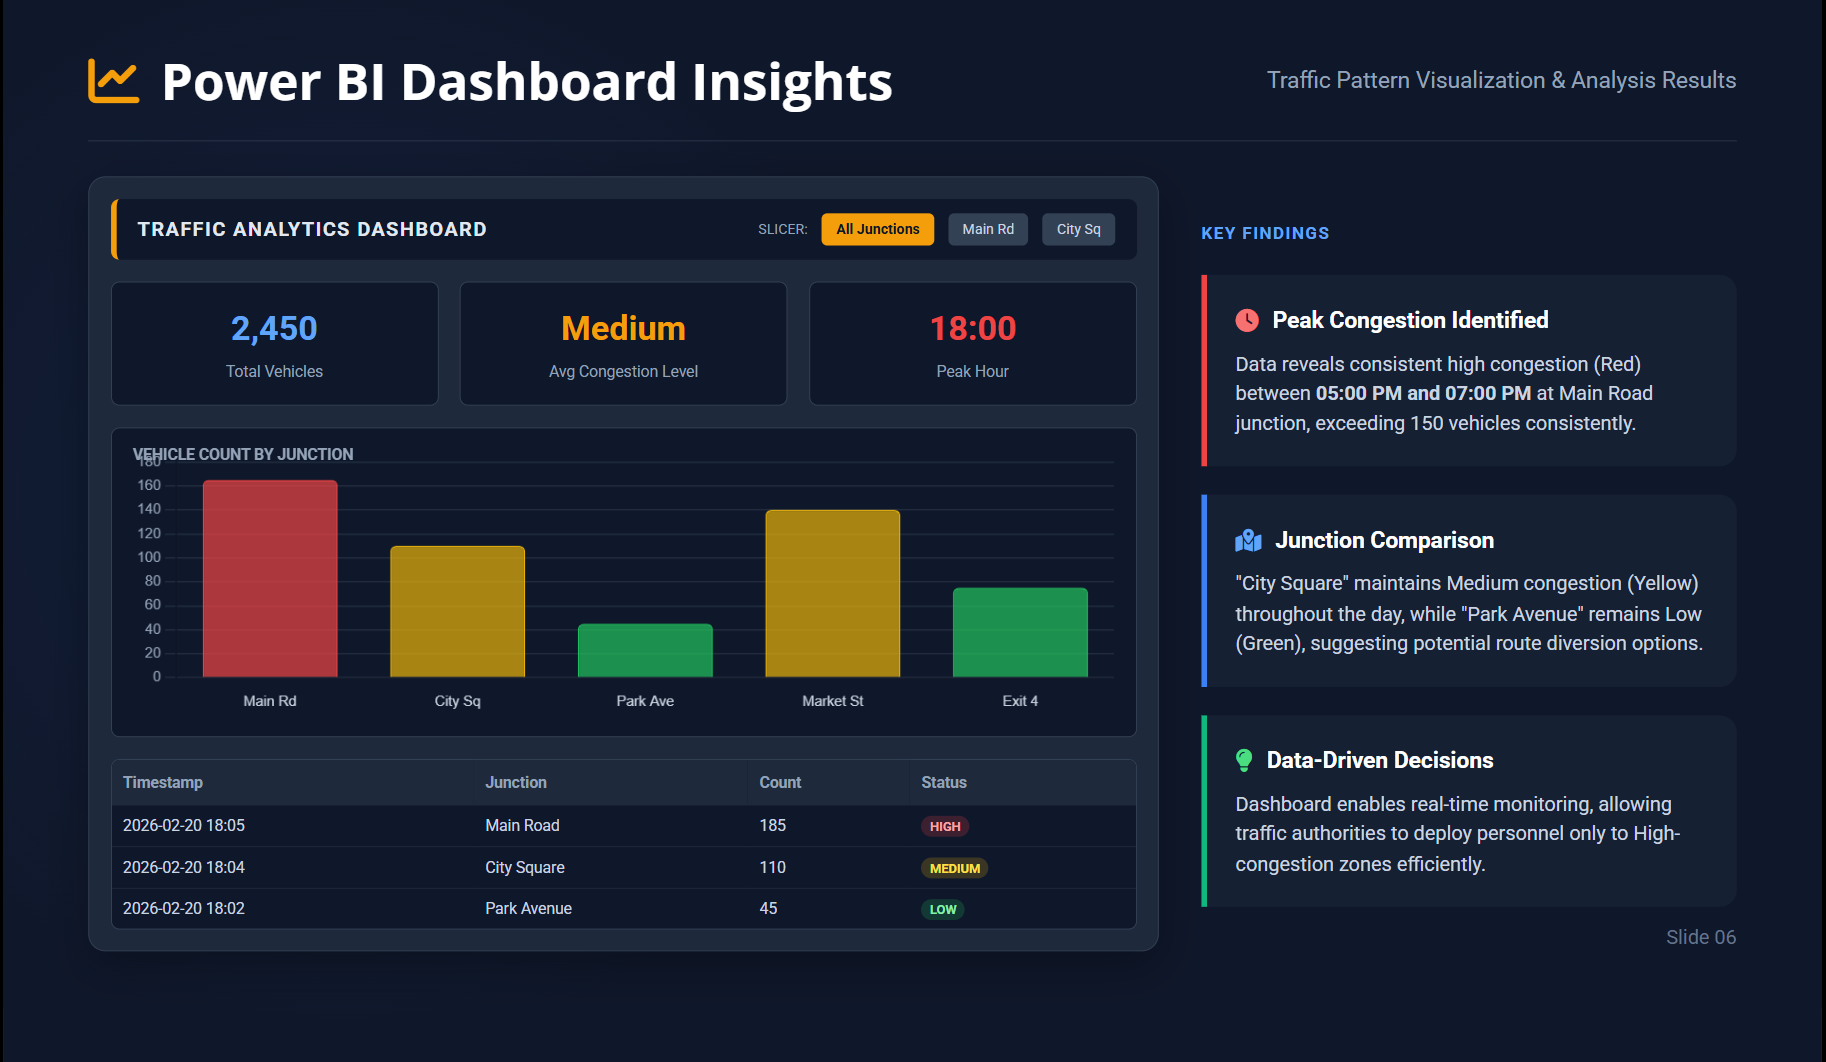 Power BI Dashboard Insights
Traffic Pattern Visualization & Analysis Results
TRAFFIC ANALYTICS DASHBOARD
SLICER:
All Junctions
Main Rd
City Sq
2,450
Total Vehicles
Medium
Avg Congestion Level
18:00
Peak Hour
VEHICLE COUNT BY JUNCTION
180
160
140
120
100
80
60
40
20
0
Main Rd
City Sq
Park Ave
Market St
Exit 4
Timestamp Junction Count Status
2026-02-20 18:05 Main Road 185 HIGH
2026-02-20 18:04 City Square 110 MEDIUM
2026-02-20 18:02 Park Avenue 45 LOW
KEY FINDINGS
Peak Congestion Identified
Data reveals consistent high congestion (Red)
between 05:00 PM and 07:00 PM at Main Road
junction, exceeding 150 vehicles consistently.
Junction Comparison
"City Square" maintains Medium congestion (Yellow)
throughout the day, while "Park Avenue" remains Low
(Green), suggesting potential route diversion options.
Data-Driven Decisions
Dashboard enables real-time monitoring, allowing
traffic authorities to deploy personnel only to High-
congestion zones efficiently.
Slide 06